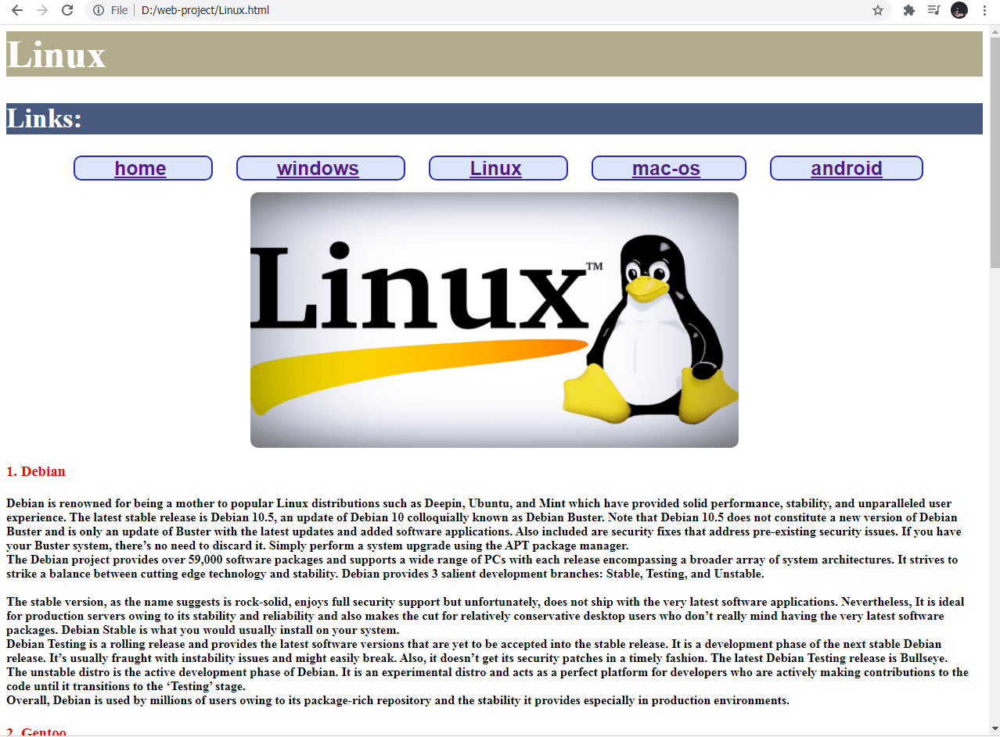 File | D:/web-project/Linux.html
Linux
Links:
home windows Linux mac-os android
Linux™
1. Debian
Debian is renowned for being a mother to popular Linux distributions such as Deepin, Ubuntu, and Mint which have provided solid performance, stability, and unparalleled user
experience. The latest stable release is Debian 10.5, an update of Debian 10 colloquially known as Debian Buster. Note that Debian 10.5 does not constitute a new version of Debian
Buster and is only an update of Buster with the latest updates and added software applications. Also included are security fixes that address pre-existing security issues. If you have
your Buster system, there’s no need to discard it. Simply perform a system upgrade using the APT package manager.
The Debian project provides over 59,000 software packages and supports a wide range of PCs with each release encompassing a broader array of system architectures. It strives to
strike a balance between cutting edge technology and stability. Debian provides 3 salient development branches: Stable, Testing, and Unstable.
The stable version, as the name suggests is rock-solid, enjoys full security support but unfortunately, does not ship with the very latest software applications. Nevertheless, It is ideal
for production servers owing to its stability and reliability and also makes the cut for relatively conservative desktop users who don’t really mind having the very latest software
packages. Debian Stable is what you would usually install on your system.
Debian Testing is a rolling release and provides the latest software versions that are yet to be accepted into the stable release. It is a development phase of the next stable Debian
release. It’s usually fraught with instability issues and might easily break. Also, it doesn’t get its security patches in a timely fashion. The latest Debian Testing release is Bullseye.
The unstable distro is the active development phase of Debian. It is an experimental distro and acts as a perfect platform for developers who are actively making contributions to the
code until it transitions to the ‘Testing’ stage.
Overall, Debian is used by millions of users owing to its package-rich repository and the stability it provides especially in production environments.
2. Gentoo